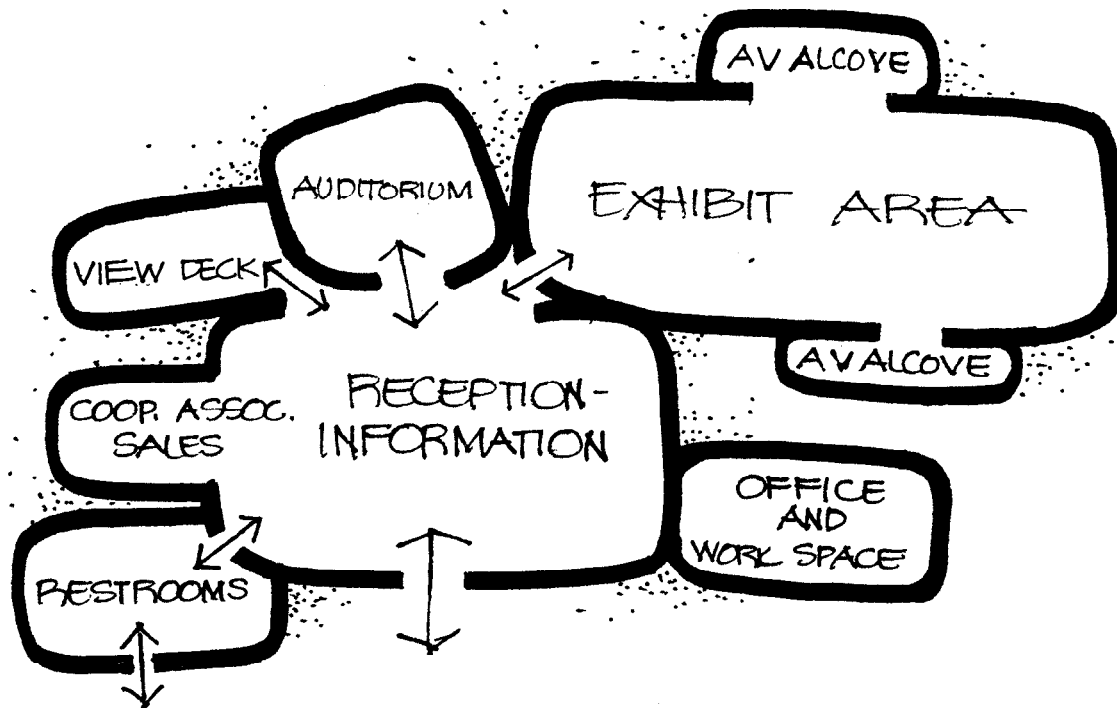 AV ALCOVE
EXHIBIT AREA
AUDITORIUM
VIEW DECK
AV ALCOVE
COOP. ASSOC.
SALES
RECEPTION-
INFORMATION
OFFICE
AND
WORK SPACE
RESTROOMS